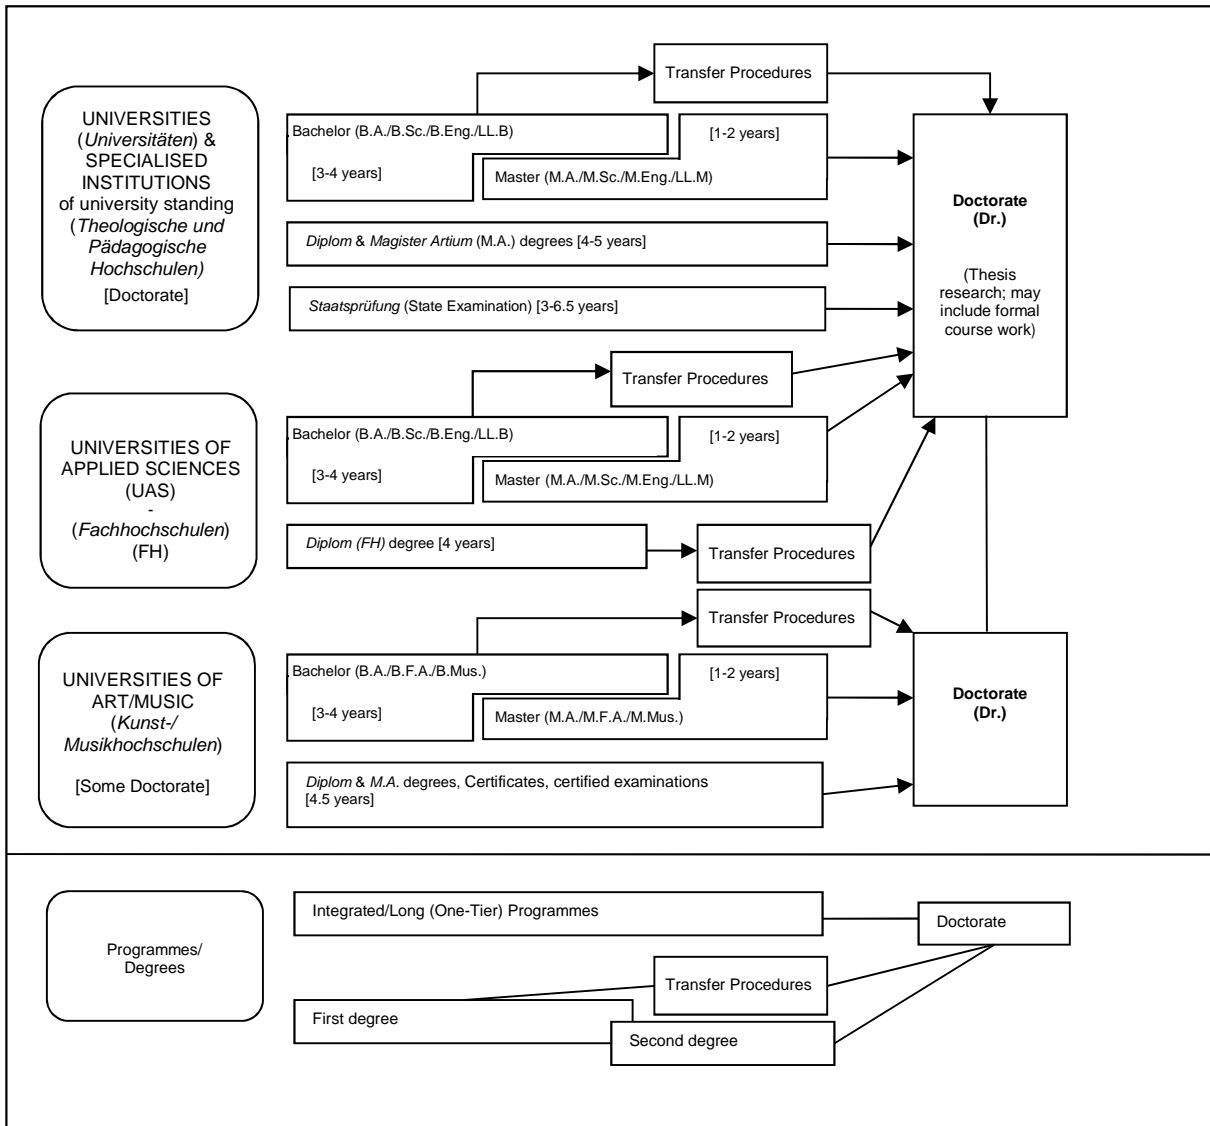 Transfer Procedures
UNIVERSITIES
(Universitäten) &
SPECIALISED
INSTITUTIONS
of university standing
(Theologische und
Pädagogische
Hochschulen)
[Doctorate]
Bachelor (B.A./B.Sc./B.Eng./LL.B)
[3-4 years]
[1-2 years]
Master (M.A./M.Sc./M.Eng./LL.M)
Diplom & Magister Artium (M.A.) degrees [4-5 years]
Staatsprüfung (State Examination) [3-6.5 years]
Doctorate
(Dr.)
(Thesis
research; may
include formal
course work)
Transfer Procedures
UNIVERSITIES OF
APPLIED SCIENCES
(UAS)
-
(Fachhochschulen)
(FH)
Bachelor (B.A./B.Sc./B.Eng./LL.B)
[3-4 years]
[1-2 years]
Master (M.A./M.Sc./M.Eng./LL.M)
Diplom (FH) degree [4 years]
Transfer Procedures
Transfer Procedures
UNIVERSITIES OF
ART/MUSIC
(Kunst-/
Musikhochschulen)
[Some Doctorate]
Bachelor (B.A./B.F.A./B.Mus.)
[3-4 years]
[1-2 years]
Master (M.A./M.F.A./M.Mus.)
Diplom & M.A. degrees, Certificates, certified examinations
[4.5 years]
Doctorate
(Dr.)
Programmes/
Degrees
Integrated/Long (One-Tier) Programmes
Doctorate
Transfer Procedures
First degree
Second degree